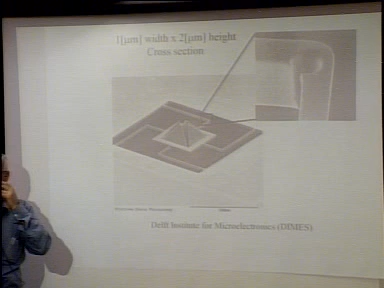 1[µm] width x 2[µm] height
Cross section
Delft Institute for Microelectronics (DIMES)